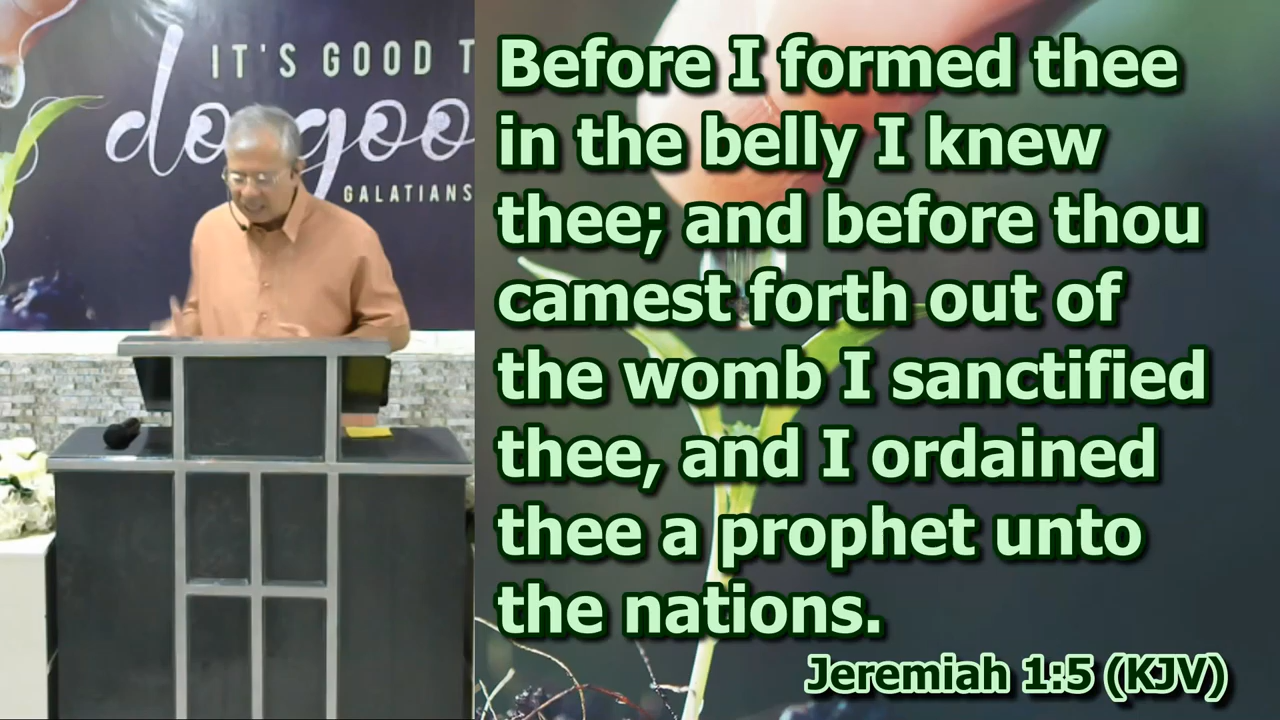 IT'S GOOD T
do goo
GALATIANS
Before I formed thee
in the belly I knew
thee; and before thou
camest forth out of
the womb I sanctified
thee, and I ordained
thee a prophet unto
the nations.
Jeremiah 1:5 (KJV)